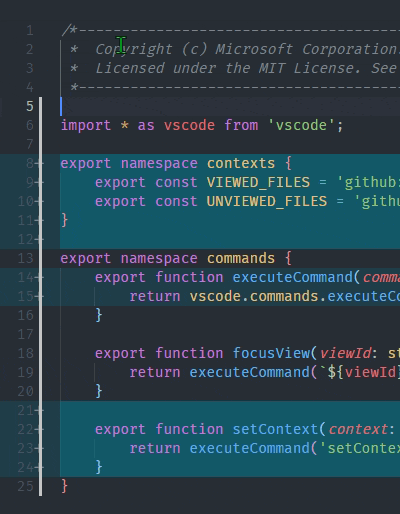 1 /*---------------------------------------
2 * Copyright (c) Microsoft Corporation.
3 * Licensed under the MIT License. See
4 *---------------------------------------
5
6 import * as vscode from 'vscode';
7
8 export namespace contexts {
9 export const VIEWED_FILES = 'github:
10 export const UNVIEWED_FILES = 'githu
11 }
12
13 export namespace commands {
14 export function executeCommand(comma
15 return vscode.commands.executeCo
16 }
17
18 export function focusView(viewId: st
19 return executeCommand(`${viewId}
20 }
21
22 export function setContext(context:
23 return executeCommand('setContex
24 }
25 }